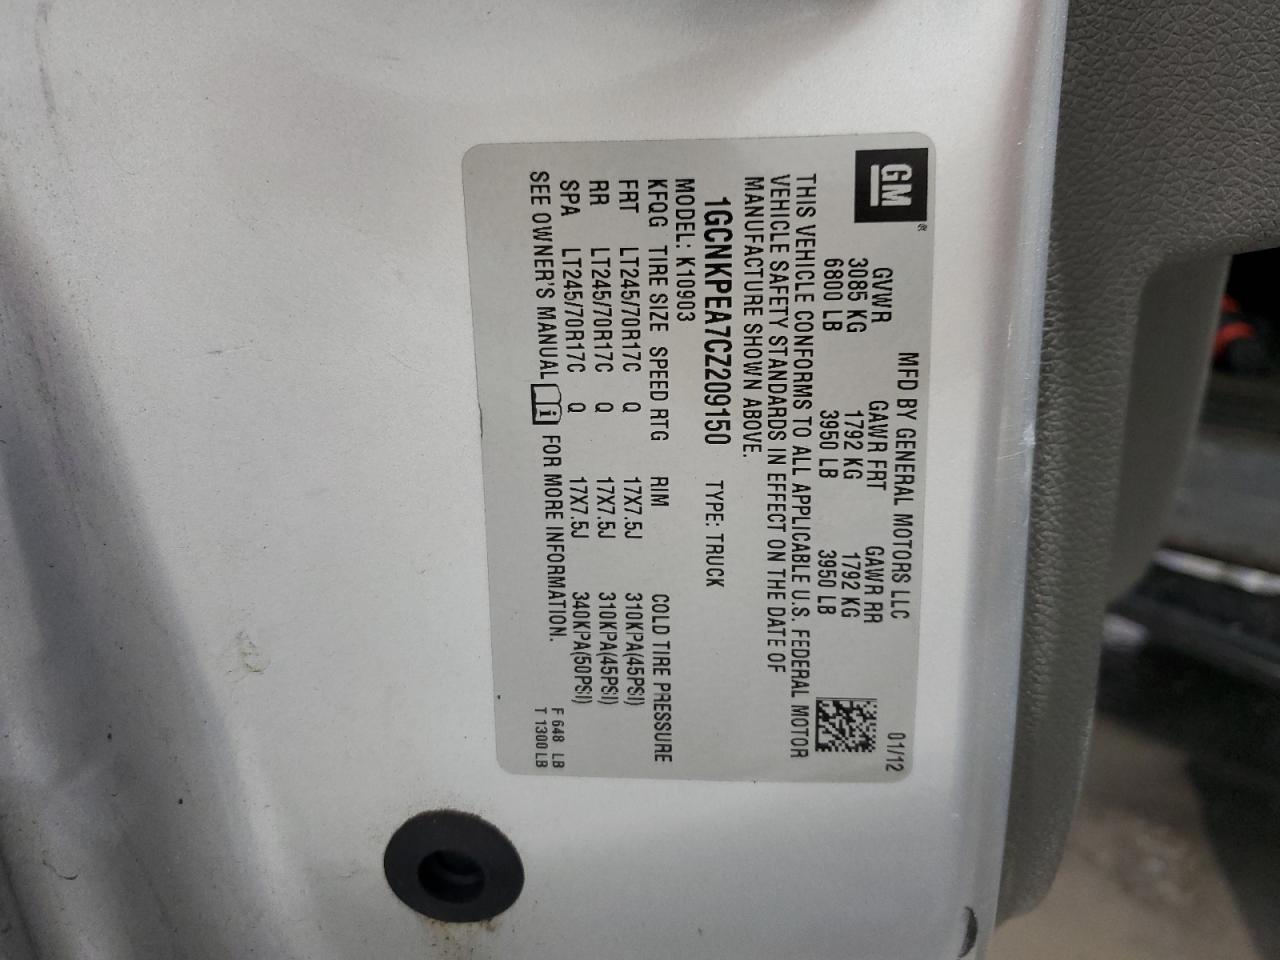 GM®
MFD BY GENERAL MOTORS LLC 01/12
GVWR GAWR FRT GAWR RR
3085 KG 1792 KG 1792 KG
6800 LB 3950 LB 3950 LB
THIS VEHICLE CONFORMS TO ALL APPLICABLE U.S. FEDERAL MOTOR
VEHICLE SAFETY STANDARDS IN EFFECT ON THE DATE OF
MANUFACTURE SHOWN ABOVE.
1GCNKPEA7CZ209150 TYPE: TRUCK
MODEL: K10903
KFQG TIRE SIZE SPEED RTG RIM COLD TIRE PRESSURE
FRT LT245/70R17C Q 17X7.5J 310KPA(45PSI)
RR LT245/70R17C Q 17X7.5J 310KPA(45PSI)
SPA LT245/70R17C Q 17X7.5J 340KPA(50PSI)
SEE OWNER'S MANUAL i FOR MORE INFORMATION.
F 648 LB
T 1300 LB